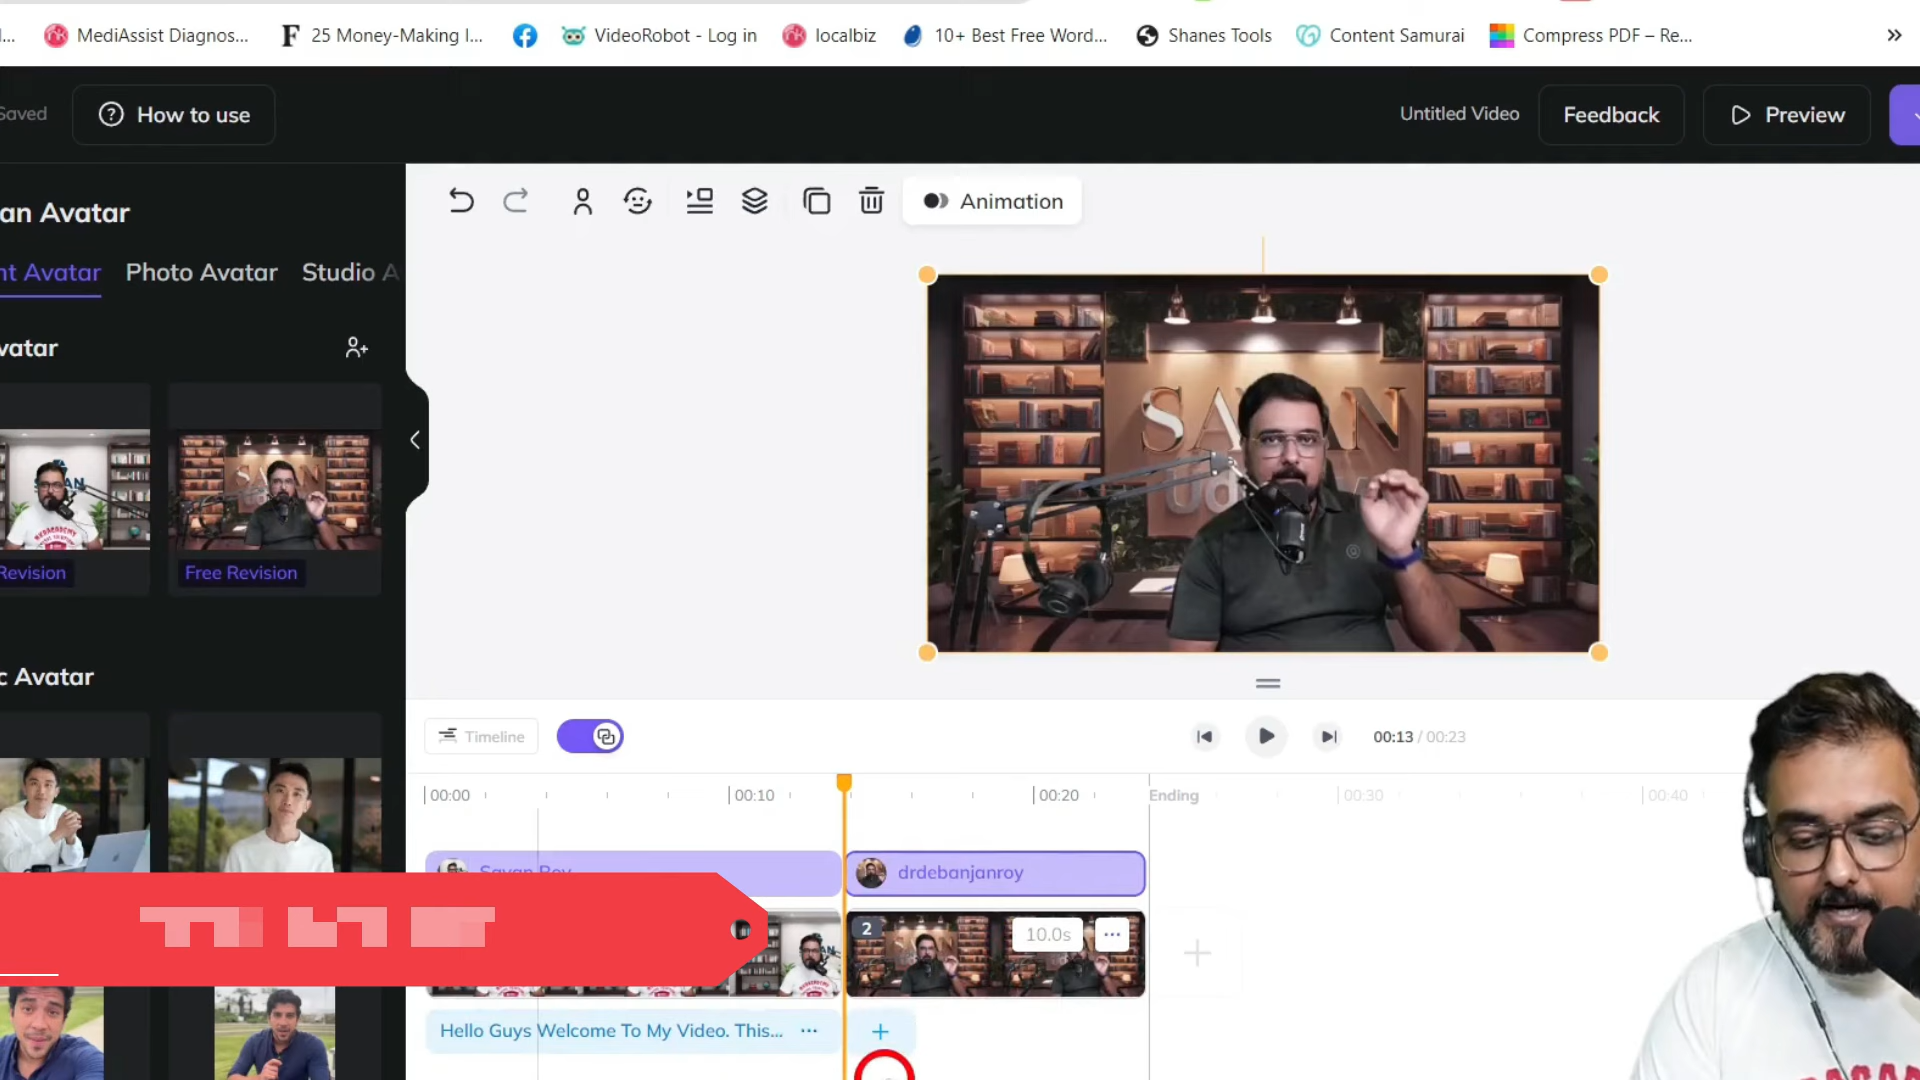 MediAssist Diagnos... 25 Money-Making I... VideoRobot - Log in localbiz 10+ Best Free Word... Shanes Tools Content Samurai Compress PDF – Re... »
Saved How to use Untitled Video Feedback Preview
an Avatar
nt Avatar Photo Avatar Studio A
Animation
vatar
Revision Free Revision
c Avatar
Timeline 00:13 / 00:23
00:00 00:10 00:20 Ending 00:30 00:40
Sayan Roy drdebanjanroy
2 10.0s ...
Hello Guys Welcome To My Video. This... ... +